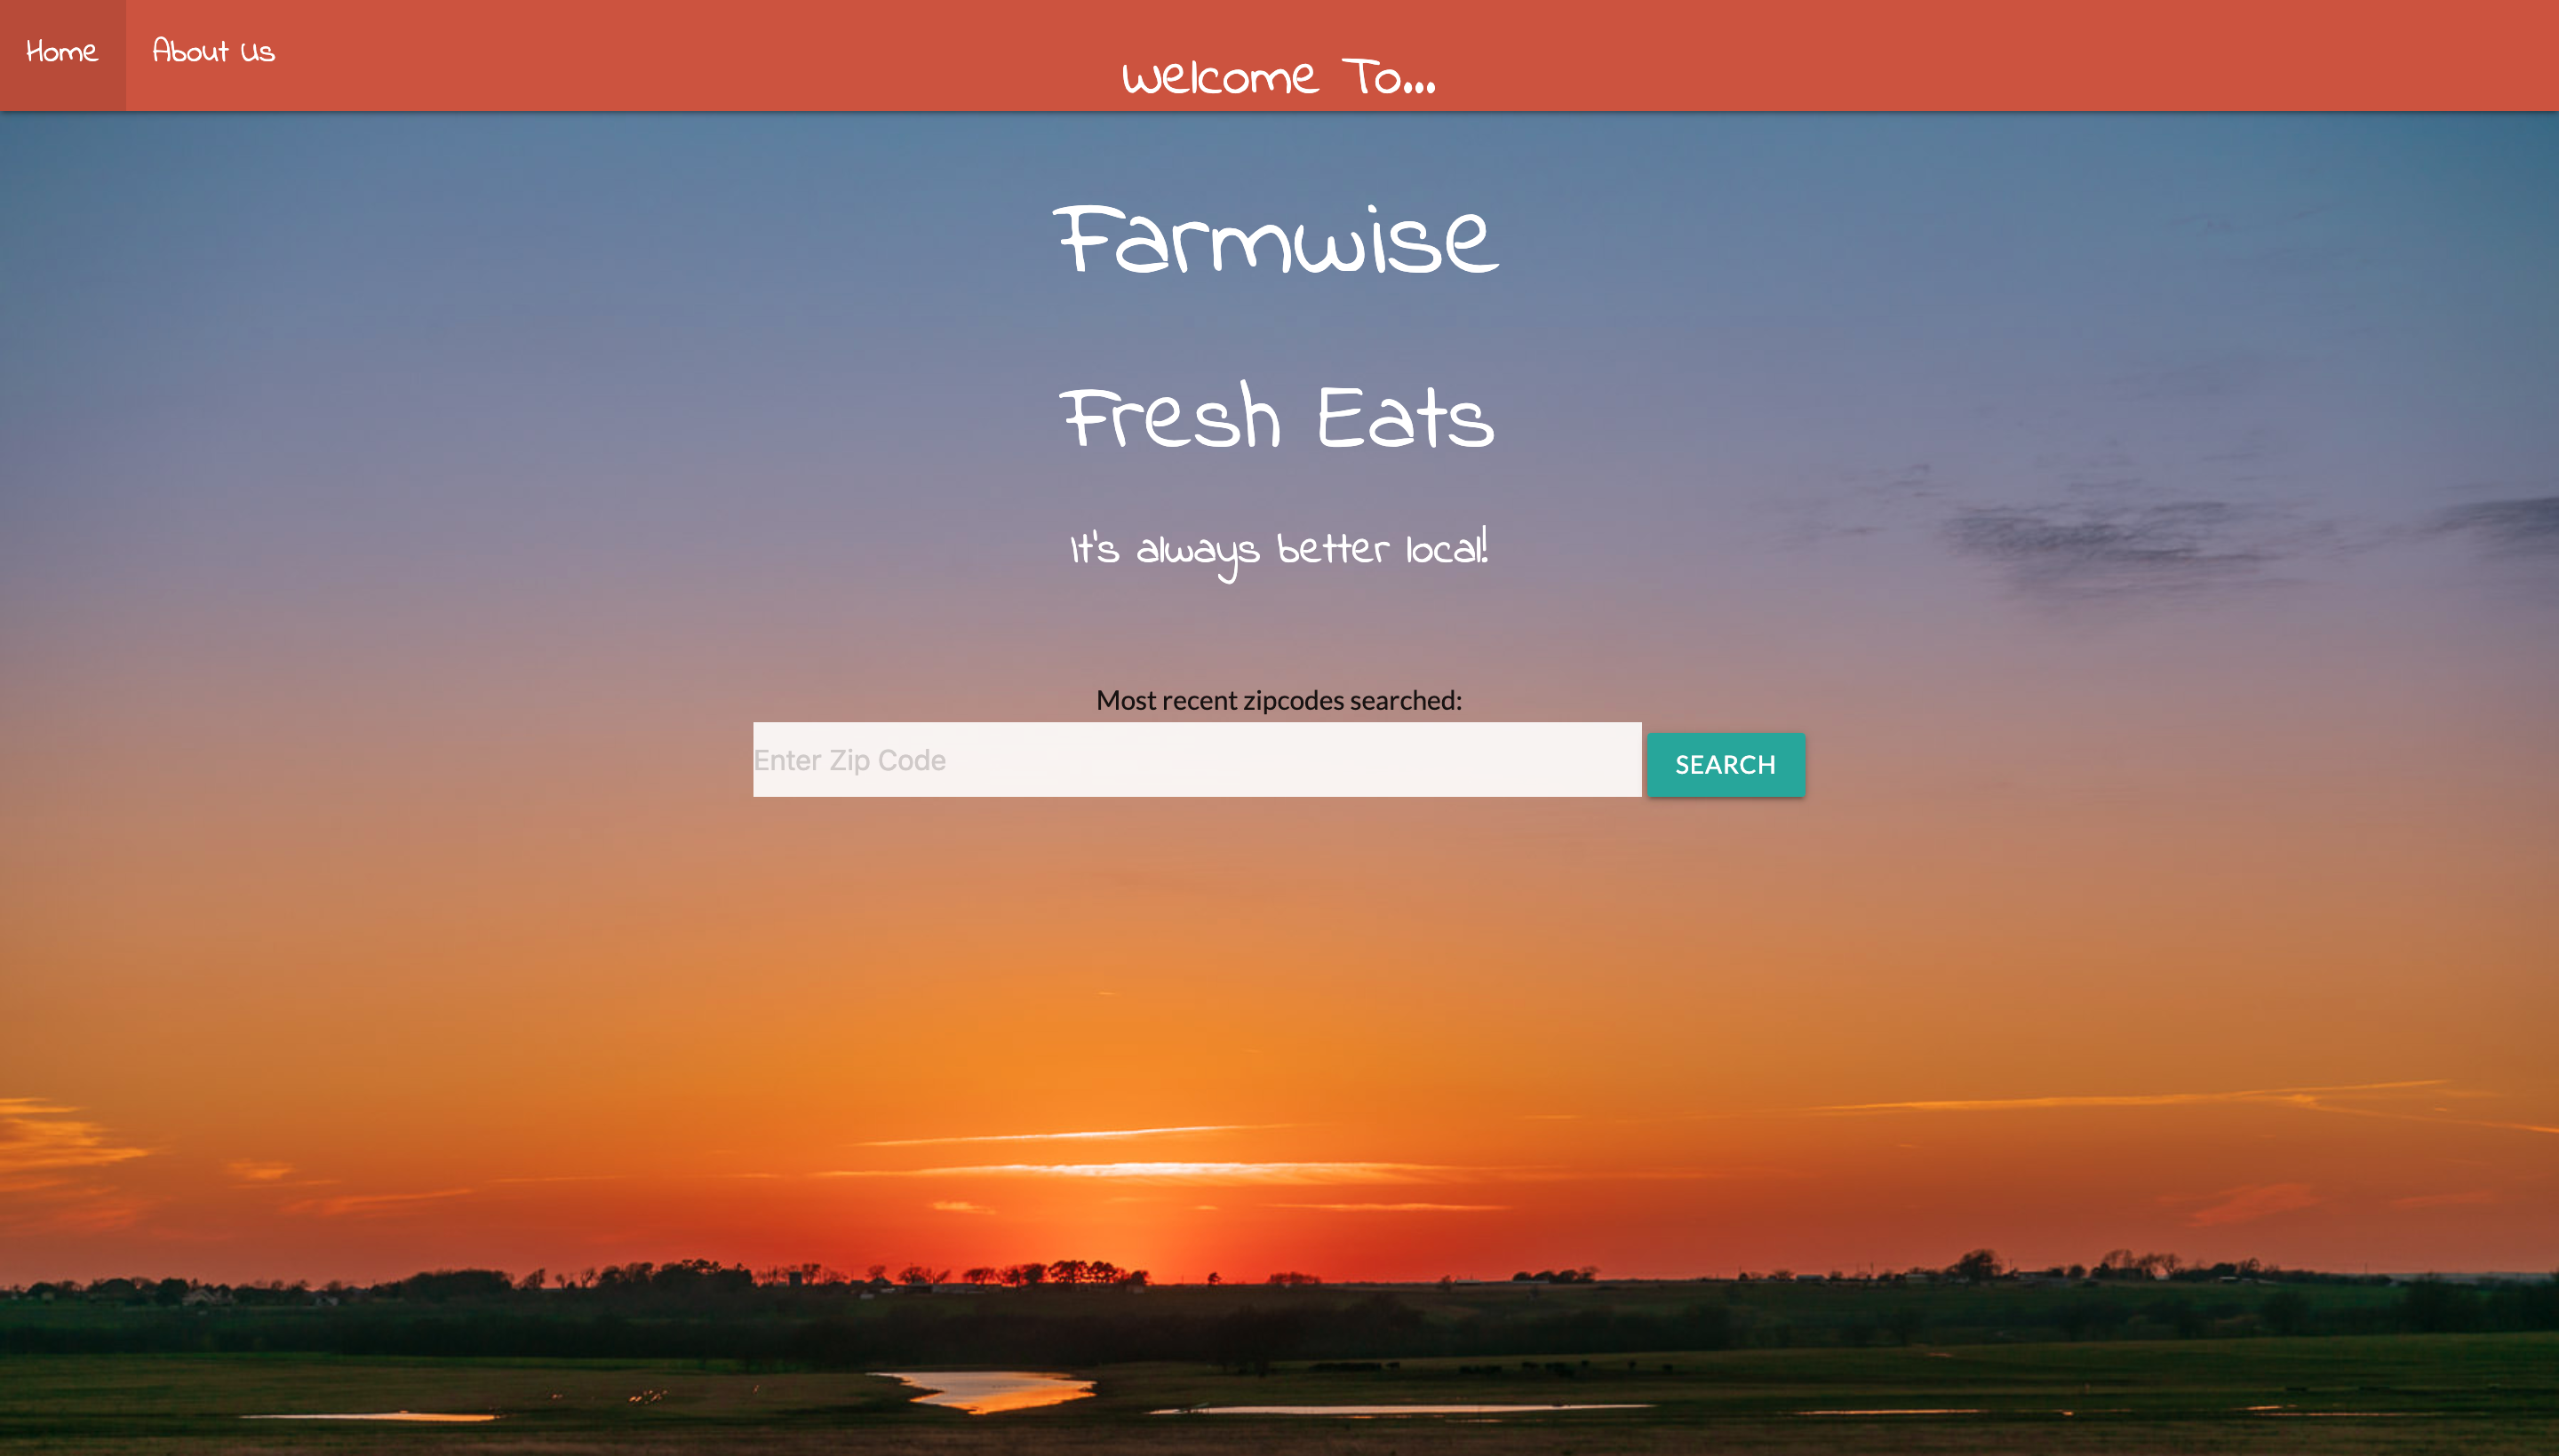 Home About Us
Welcome To...
Farmwise
Fresh Eats
It's always better local!
Most recent zipcodes searched:
Enter Zip Code SEARCH